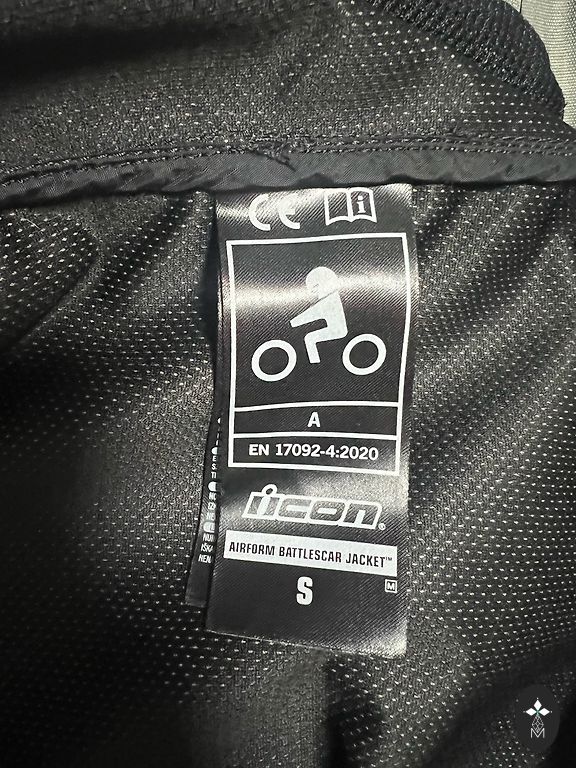 CE
i
A
EN 17092-4:2020
icon®
AIRFORM BATTLESCAR JACKET™
S
M
M